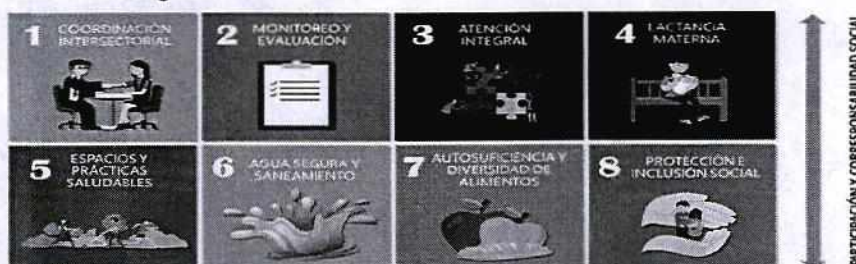 1 COORDINACIÓN
INTERSECTORIAL
2 MONITOREO Y
EVALUACIÓN
3 ATENCIÓN
INTEGRAL
4 LACTANCIA
MATERNA
5 ESPACIOS Y
PRÁCTICAS
SALUDABLES
6 AGUA SEGURA Y
SANEAMIENTO
7 AUTOSUFICIENCIA Y
DIVERSIDAD DE
ALIMENTOS
8 PROTECCIÓN E
INCLUSIÓN SOCIAL
PARTICIPACIÓN Y CORRESPONSABILIDAD SOCIAL